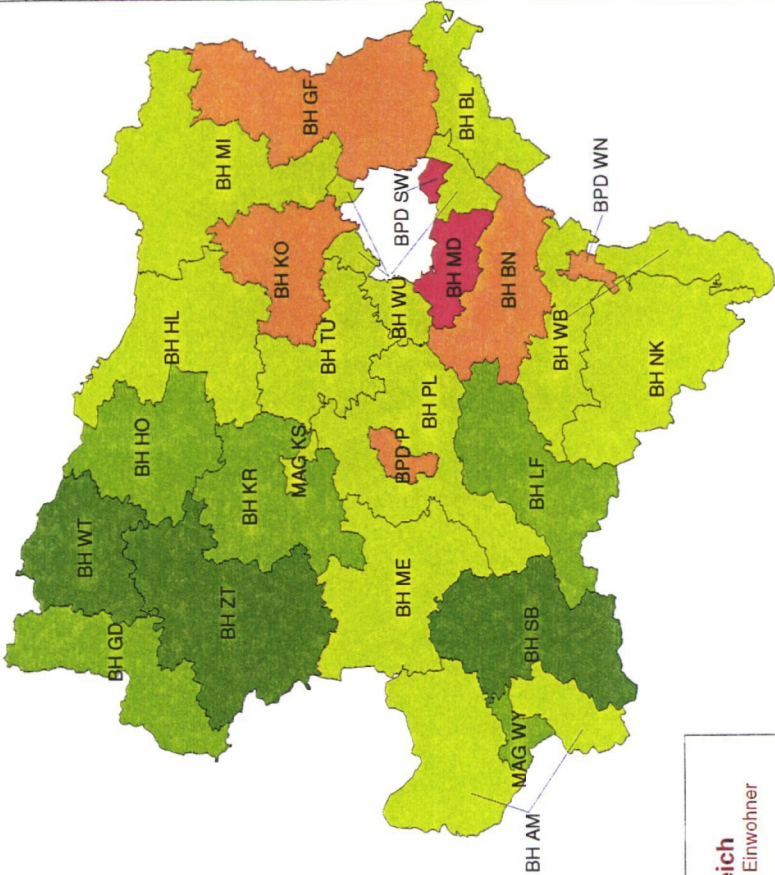 BH GD
BH WT
BH HO
BH HL
BH MI
BH ZT
BH KR
MAG KS
BH TU
BH KO
BH GF
BH ME
BPD P
BH PL
BH WU
BPD SW
BH MD
BH BL
BH AM
MAG WY
BH SB
BH LF
BH BN
BH WB
BPD WN
BH NK
eich
Einwohner